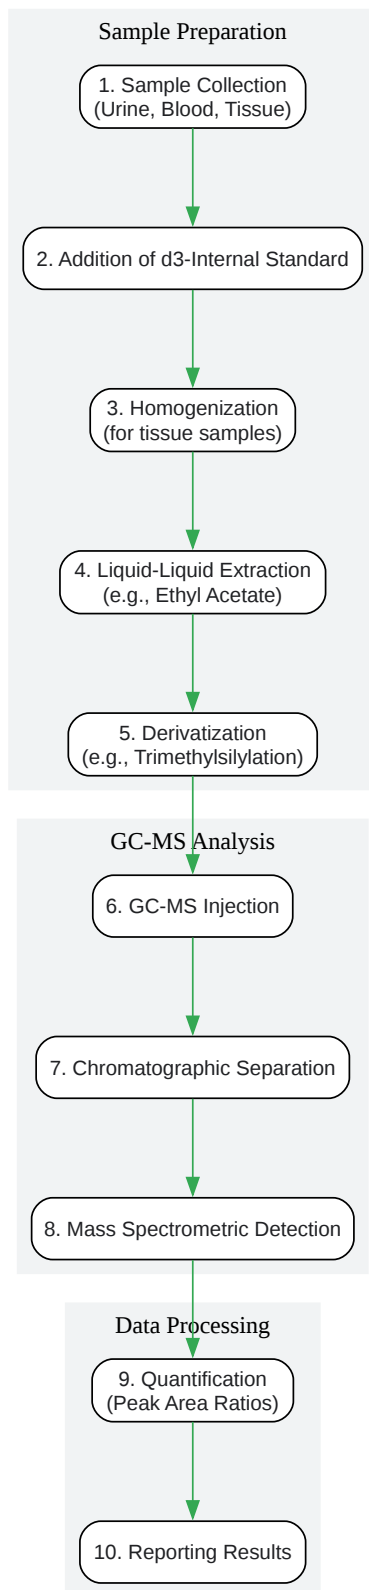 Sample Preparation
1. Sample Collection
(Urine, Blood, Tissue)
2. Addition of d3-Internal Standard
3. Homogenization
(for tissue samples)
4. Liquid-Liquid Extraction
(e.g., Ethyl Acetate)
5. Derivatization
(e.g., Trimethylsilylation)
GC-MS Analysis
6. GC-MS Injection
7. Chromatographic Separation
8. Mass Spectrometric Detection
Data Processing
9. Quantification
(Peak Area Ratios)
10. Reporting Results